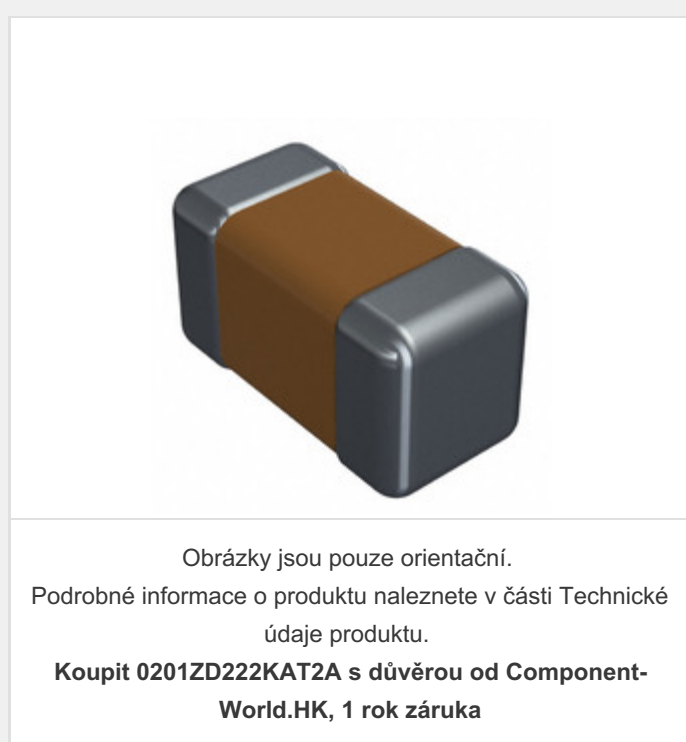 Obrázky jsou pouze orientační.
Podrobné informace o produktu naleznete v části Technické
údaje produktu.
Koupit 0201ZD222KAT2A s důvěrou od Component-
World.HK, 1 rok záruka